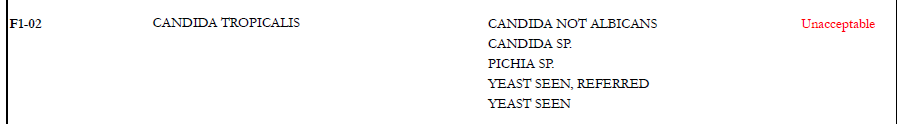 F1-02 CANDIDA TROPICALIS CANDIDA NOT ALBICANS Unacceptable
CANDIDA SP.
PICHIA SP.
YEAST SEEN, REFERRED
YEAST SEEN